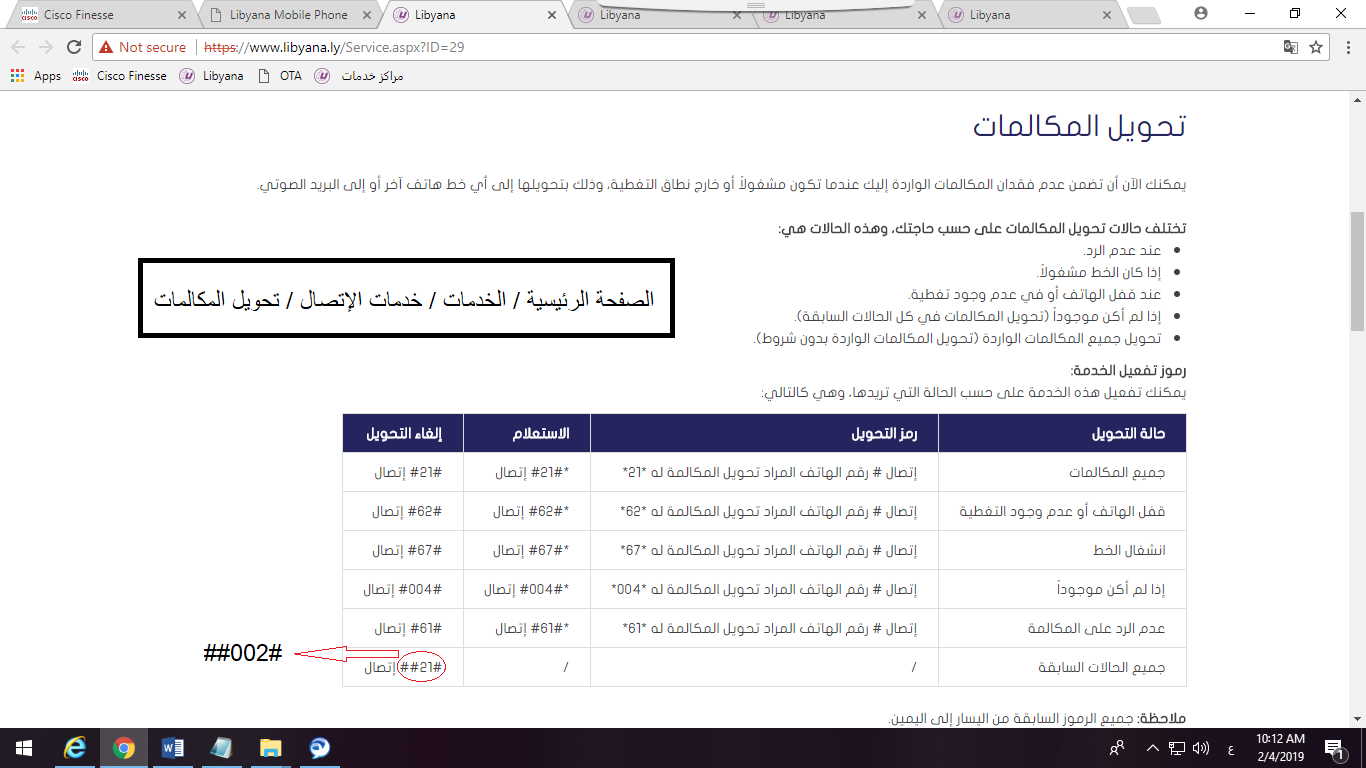 Cisco Finesse
Libyana Mobile Phone
Libyana
Libyana
Libyana
Libyana
Not secure https://www.libyana.ly/Service.aspx?ID=29
Apps Cisco Finesse Libyana OTA مراكز خدمات
تحويل المكالمات
يمكنك الآن أن تضمن عدم فقدان المكالمات الواردة إليك عندما تكون مشغولاً أو خارج نطاق التغطية، وذلك بتحويلها إلى أي خط هاتف آخر أو إلى البريد الصوتي.
تختلف حالات تحويل المكالمات على حسب حاجتك، وهذه الحالات هي:
عند عدم الرد.
إذا كان الخط مشغولاً.
عند قفل الهاتف أو في عدم وجود تغطية.
إذا لم أكن موجوداً (تحويل المكالمات في كل الحالات السابقة).
تحويل جميع المكالمات الواردة (تحويل المكالمات الواردة بدون شروط).
الصفحة الرئيسية / الخدمات / خدمات الإتصال / تحويل المكالمات
رموز تفعيل الخدمة:
يمكنك تفعيل هذه الخدمة على حسب الحالة التي تريدها، وهي كالتالي:
حالة التحويل رمز التحويل الاستعلام إلغاء التحويل
جميع المكالمات إتصال # رقم الهاتف المراد تحويل المكالمة له *21* *#21# إتصال #21# إتصال
قفل الهاتف أو عدم وجود التغطية إتصال # رقم الهاتف المراد تحويل المكالمة له *62* *#62# إتصال #62# إتصال
انشغال الخط إتصال # رقم الهاتف المراد تحويل المكالمة له *67* *#67# إتصال #67# إتصال
إذا لم أكن موجوداً إتصال # رقم الهاتف المراد تحويل المكالمة له *004* *#004# إتصال #004# إتصال
عدم الرد على المكالمة إتصال # رقم الهاتف المراد تحويل المكالمة له *61* *#61# إتصال #61# إتصال
جميع الحالات السابقة / / ##21# إتصال
##002#
ملاحظة: جميع الرموز السابقة من اليسار إلى اليمين.
ع
10:12 AM
2/4/2019
1